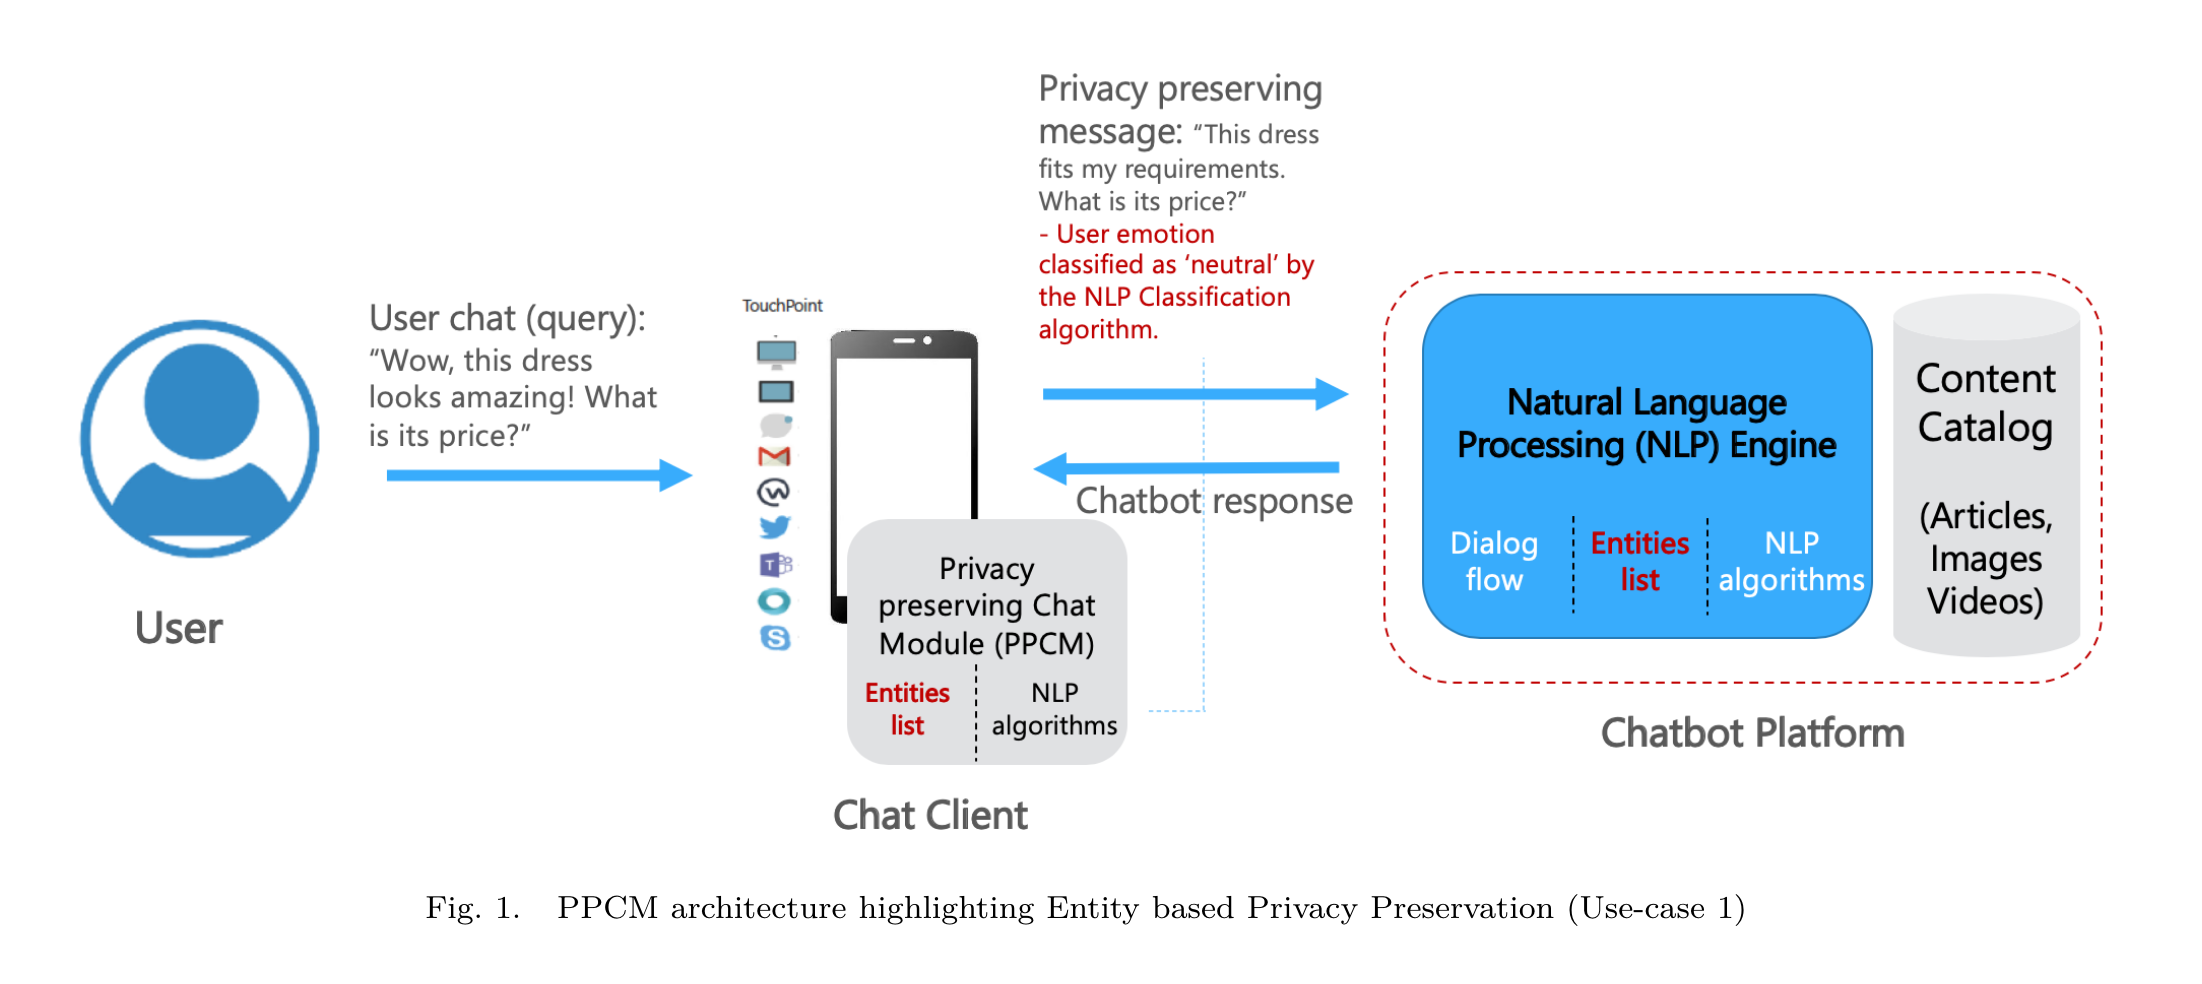 Privacy preserving
message: “This dress
fits my requirements.
What is its price?”
- User emotion
classified as ‘neutral’ by
the NLP Classification
algorithm.
User chat (query):
“Wow, this dress
looks amazing! What
is its price?”
User
TouchPoint
T
S
Chatbot response
Privacy
preserving Chat
Module (PPCM)
Entities
list
NLP
algorithms
Chat Client
Natural Language
Processing (NLP) Engine
Dialog
flow
Entities
list
NLP
algorithms
Content
Catalog
(Articles,
Images
Videos)
Chatbot Platform
Fig. 1. PPCM architecture highlighting Entity based Privacy Preservation (Use-case 1)